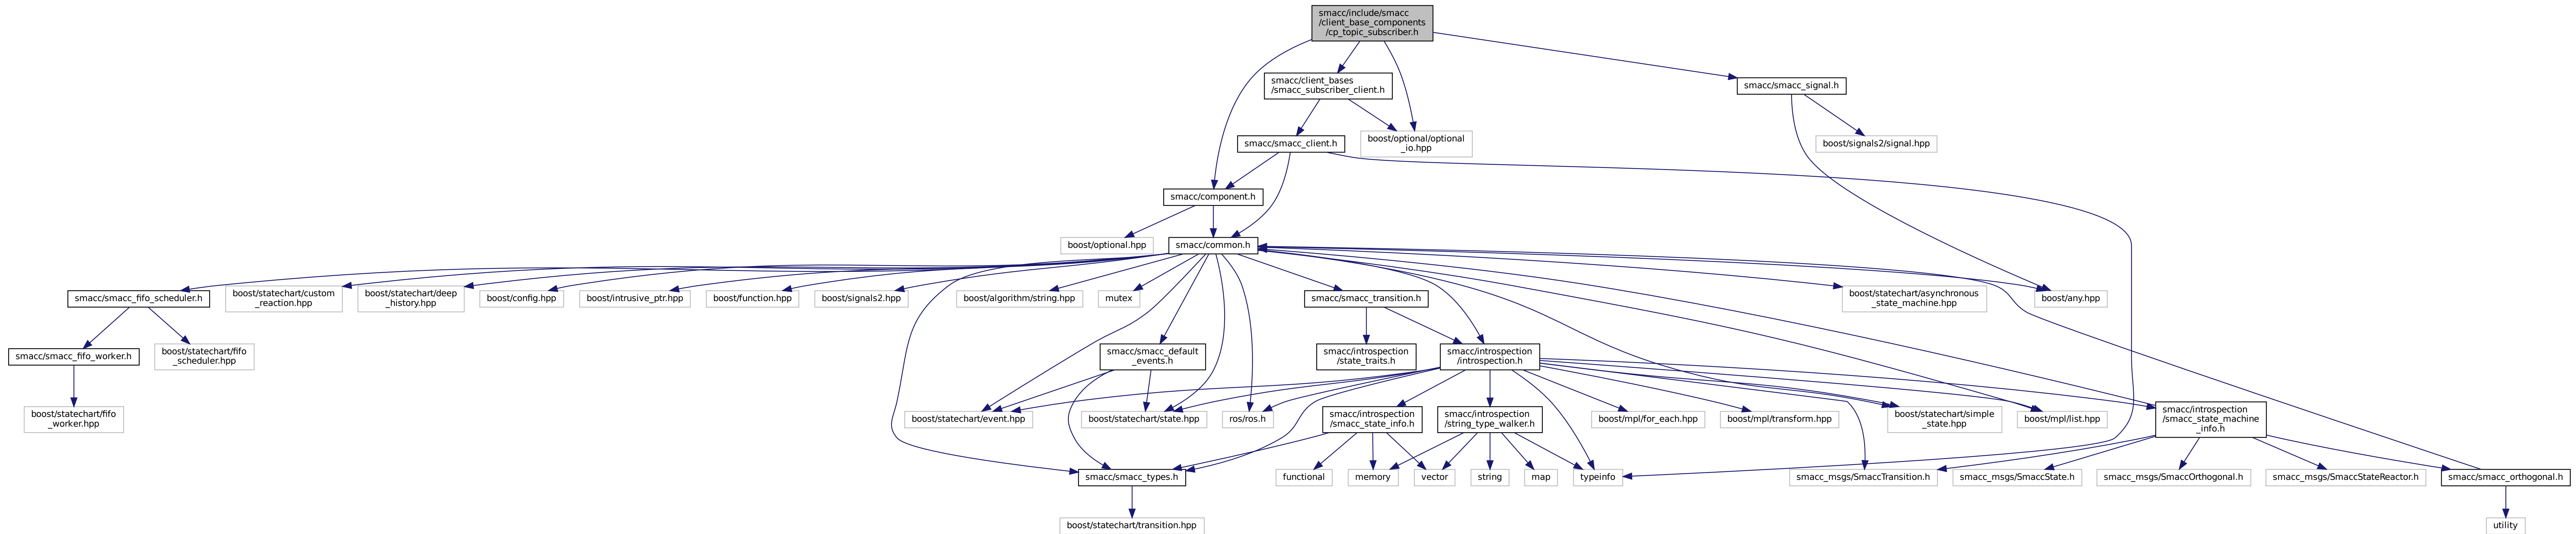 smacc/include/smacc
/client_base_components
/cp_topic_subscriber.h
smacc/client_bases
/smacc_subscriber_client.h
smacc/smacc_signal.h
smacc/smacc_client.h
boost/optional/optional
_io.hpp
boost/signals2/signal.hpp
smacc/component.h
boost/optional.hpp
smacc/common.h
smacc/smacc_fifo_scheduler.h
boost/statechart/custom
_reaction.hpp
boost/statechart/deep
_history.hpp
boost/config.hpp
boost/intrusive_ptr.hpp
boost/function.hpp
boost/signals2.hpp
boost/algorithm/string.hpp
mutex
smacc/smacc_transition.h
boost/statechart/asynchronous
_state_machine.hpp
boost/any.hpp
smacc/smacc_fifo_worker.h
boost/statechart/fifo
_scheduler.hpp
smacc/smacc_default
_events.h
smacc/introspection
/state_traits.h
smacc/introspection
/introspection.h
boost/statechart/fifo
_worker.hpp
boost/statechart/event.hpp
boost/statechart/state.hpp
ros/ros.h
smacc/introspection
/smacc_state_info.h
smacc/introspection
/string_type_walker.h
boost/mpl/for_each.hpp
boost/mpl/transform.hpp
boost/statechart/simple
_state.hpp
boost/mpl/list.hpp
smacc/introspection
/smacc_state_machine
_info.h
smacc/smacc_types.h
functional
memory
vector
string
map
typeinfo
smacc_msgs/SmaccTransition.h
smacc_msgs/SmaccState.h
smacc_msgs/SmaccOrthogonal.h
smacc_msgs/SmaccStateReactor.h
smacc/smacc_orthogonal.h
boost/statechart/transition.hpp
utility